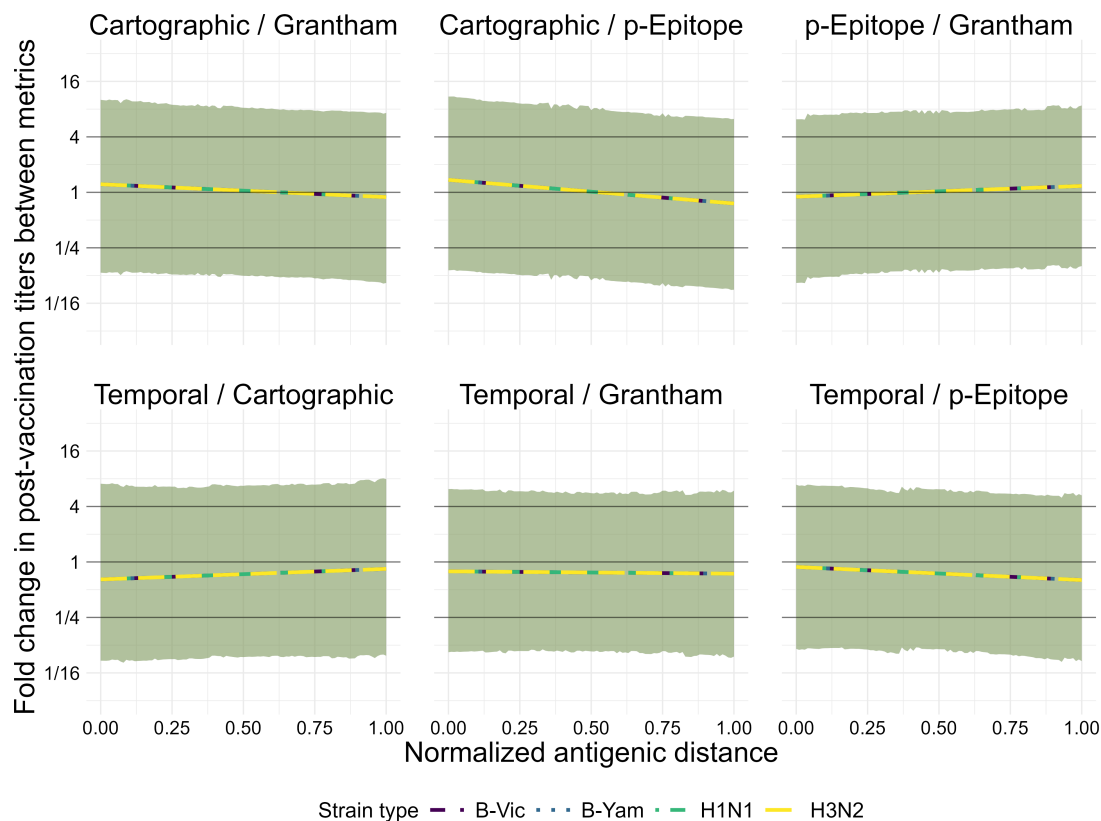 Cartographic / Grantham
Cartographic / p-Epitope
p-Epitope / Grantham
Fold change in post-vaccination titers between metrics
16
4
1
1/4
1/16
Temporal / Cartographic
Temporal / Grantham
Temporal / p-Epitope
16
4
1
1/4
1/16
0.00 0.25 0.50 0.75 1.00 0.00 0.25 0.50 0.75 1.00 0.00 0.25 0.50 0.75 1.00
Normalized antigenic distance
Strain type B-Vic B-Yam H1N1 H3N2